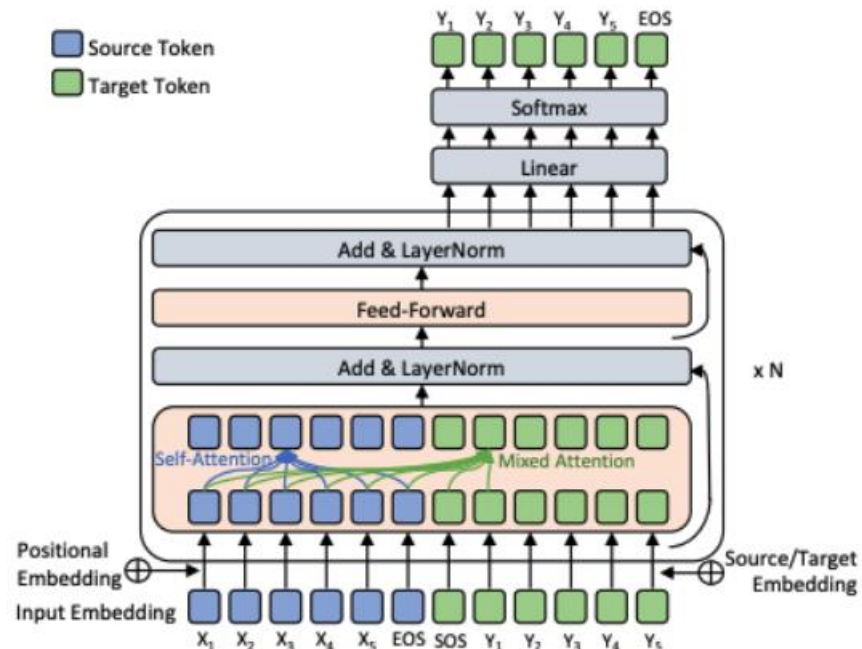 Y₁ Y₂ Y₃ Y₄ Y₅ EOS
Source Token
Target Token
Softmax
Linear
Add & LayerNorm
Feed-Forward
Add & LayerNorm
x N
Self-Attention
Mixed Attention
Positional
Embedding
Source/Target
Embedding
Input Embedding
X₁ X₂ X₃ X₄ X₅ EOS SOS Y₁ Y₂ Y₃ Y₄ Y₅